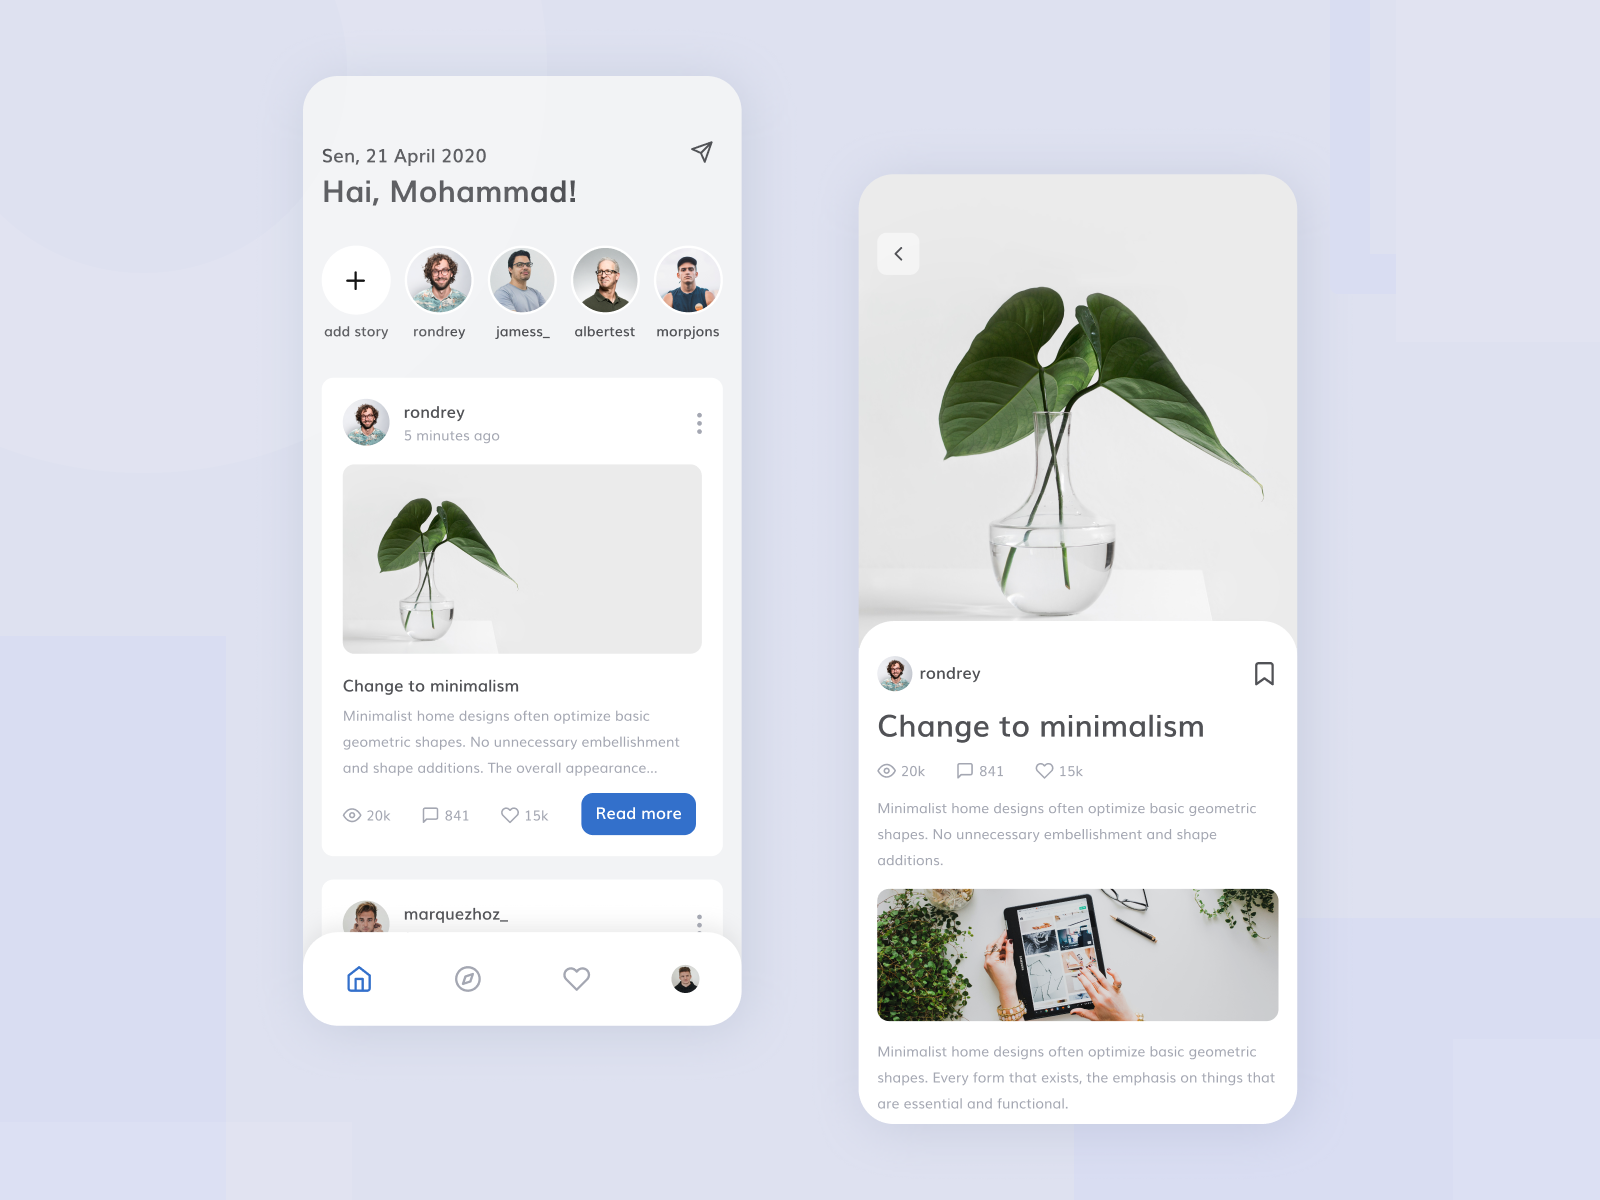 Sen, 21 April 2020
Hai, Mohammad!
add story
rondrey
jamess_
albertest
morpjons
rondrey
5 minutes ago
Change to minimalism
Minimalist home designs often optimize basic
geometric shapes. No unnecessary embellishment
and shape additions. The overall appearance...
20k
841
15k
Read more
marquezhoz_
rondrey
Change to minimalism
20k
841
15k
Minimalist home designs often optimize basic geometric
shapes. No unnecessary embellishment and shape
additions.
Minimalist home designs often optimize basic geometric
shapes. Every form that exists, the emphasis on things that
are essential and functional.